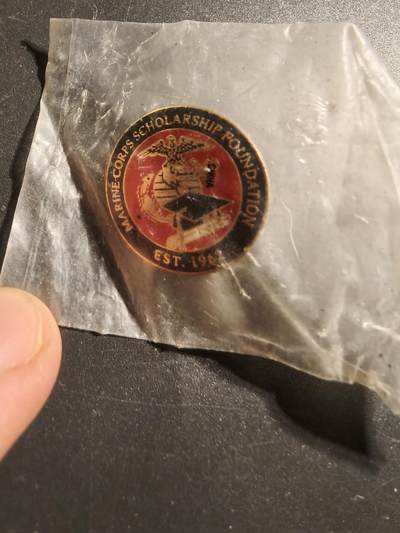 MARINE CORPS SCHOLARSHIP FOUNDATION
EST.